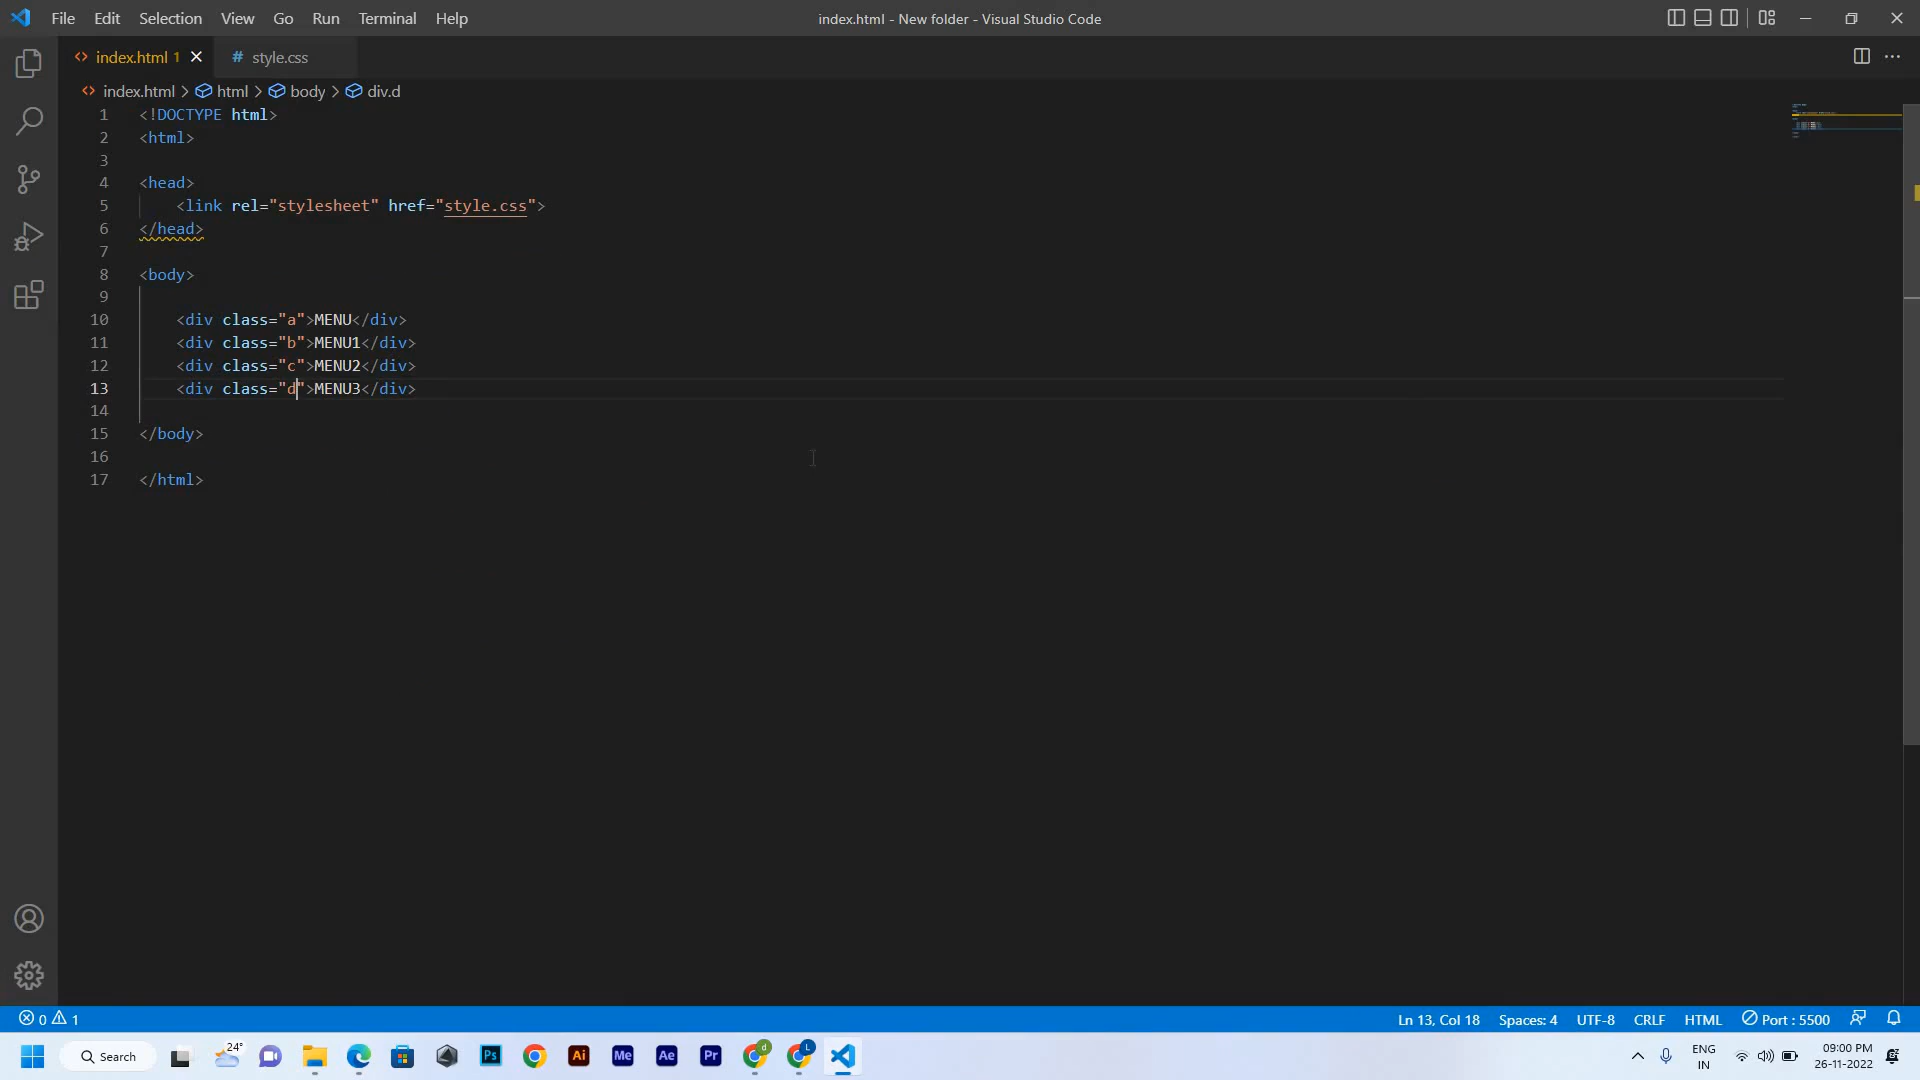 File Edit Selection View Go Run Terminal Help index.html - New folder - Visual Studio Code
index.html 1 style.css
index.html > html > body > div.d
1 <!DOCTYPE html>
2 <html>
3
4 <head>
5 <link rel="stylesheet" href="style.css">
6 </head>
7
8 <body>
9
10 <div class="a">MENU</div>
11 <div class="b">MENU1</div>
12 <div class="c">MENU2</div>
13 <div class="d">MENU3</div>
14
15 </body>
16
17 </html>
0 1 Ln 13, Col 18 Spaces: 4 UTF-8 CRLF HTML Port : 5500
Search 24° Ps Ai Me Ae Pr d L ENG 09:00 PM
IN 26-11-2022